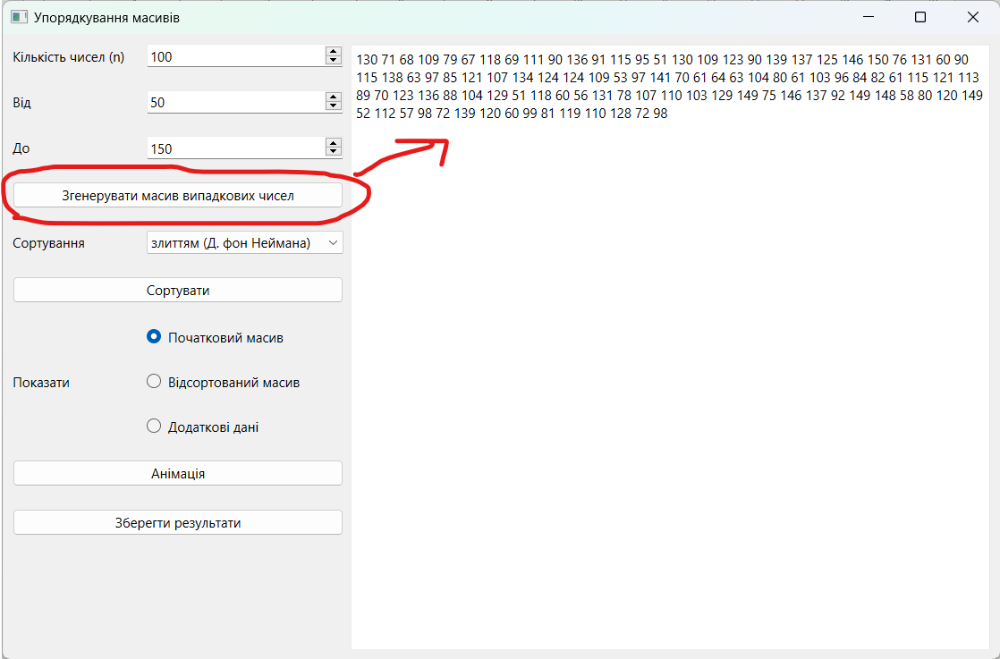 Упорядкування масивів
Кількість чисел (n)
100
Від
50
До
150
Згенерувати масив випадкових чисел
Сортування
злиттям (Д. фон Неймана)
Сортувати
Показати
Початковий масив
Відсортований масив
Додаткові дані
Анімація
Зберегти результати
130 71 68 109 79 67 118 69 111 90 136 91 115 95 51 130 109 123 90 139 137 125 146 150 76 131 60 90
115 138 63 97 85 121 107 134 124 124 109 53 97 141 70 61 64 63 104 80 61 103 96 84 82 61 115 121 113
89 70 123 136 88 104 129 51 118 60 56 131 78 107 110 103 129 149 75 146 137 92 149 148 58 80 120 149
52 112 57 98 72 139 120 60 99 81 119 110 128 72 98